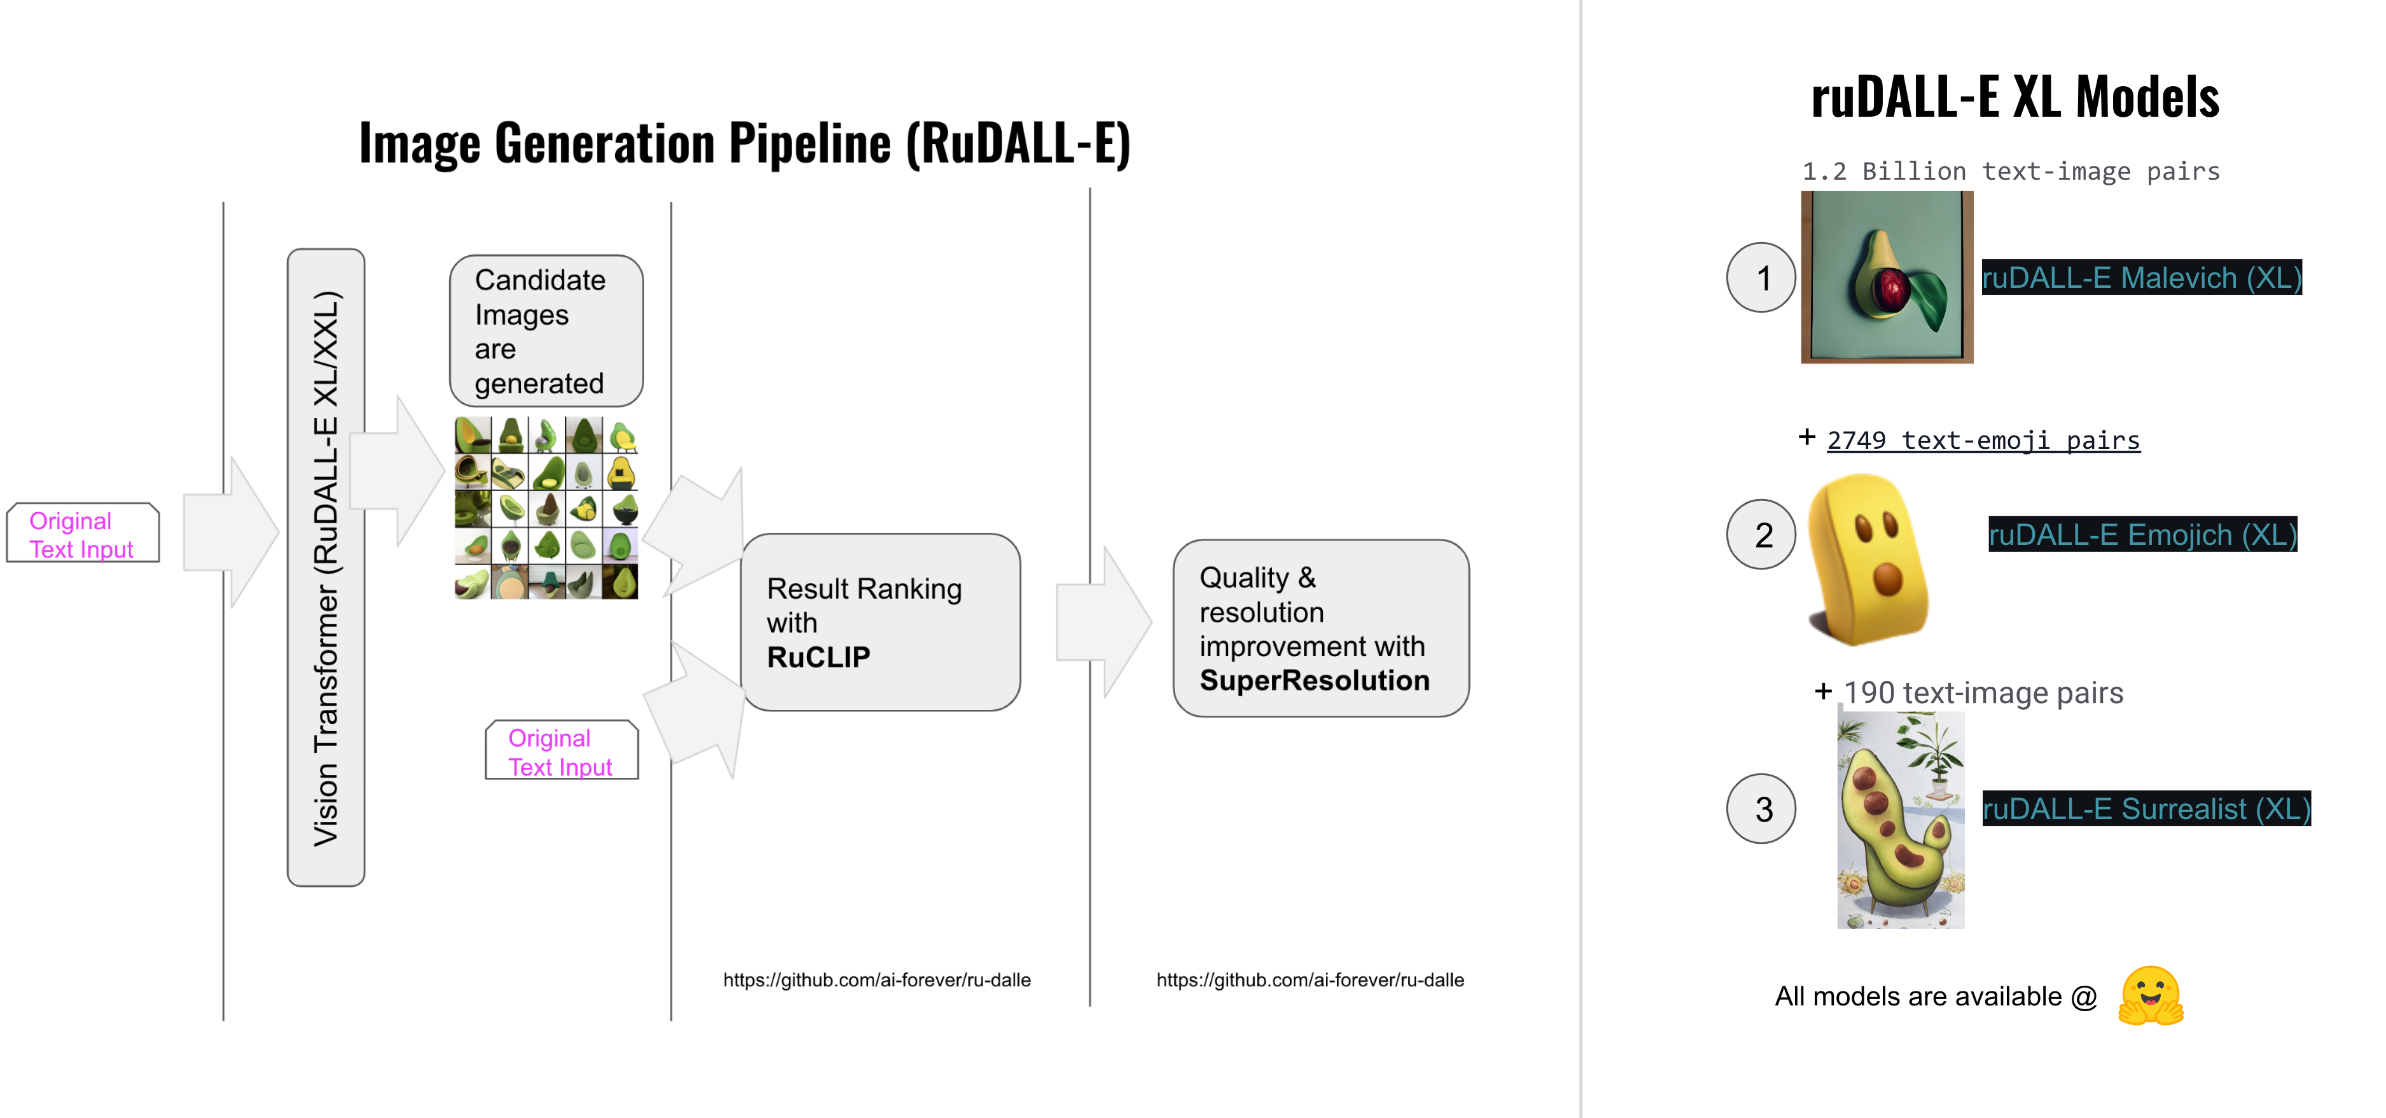 Image Generation Pipeline (RuDALL-E)
Original
Text Input
Vision Transformer (RuDALL-E XL/XXL)
Candidate
Images
are
generated
Original
Text Input
Result Ranking
with
RuCLIP
https://github.com/ai-forever/ru-dalle
Quality &
resolution
improvement with
SuperResolution
https://github.com/ai-forever/ru-dalle
ruDALL-E XL Models
1.2 Billion text-image pairs
1
ruDALL-E Malevich (XL)
+ 2749 text-emoji pairs
2
ruDALL-E Emojich (XL)
+ 190 text-image pairs
3
ruDALL-E Surrealist (XL)
All models are available @